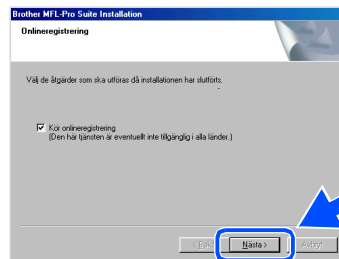 Brother MFL-Pro Suite Installation
Onlineregistrering
Välj de åtgärder som ska utföras då installationen har slutförts.
Kör onlineregistrering
(Den här tjänsten är eventuellt inte tillgänglig i alla länder.)
Nästa >
Avbryt